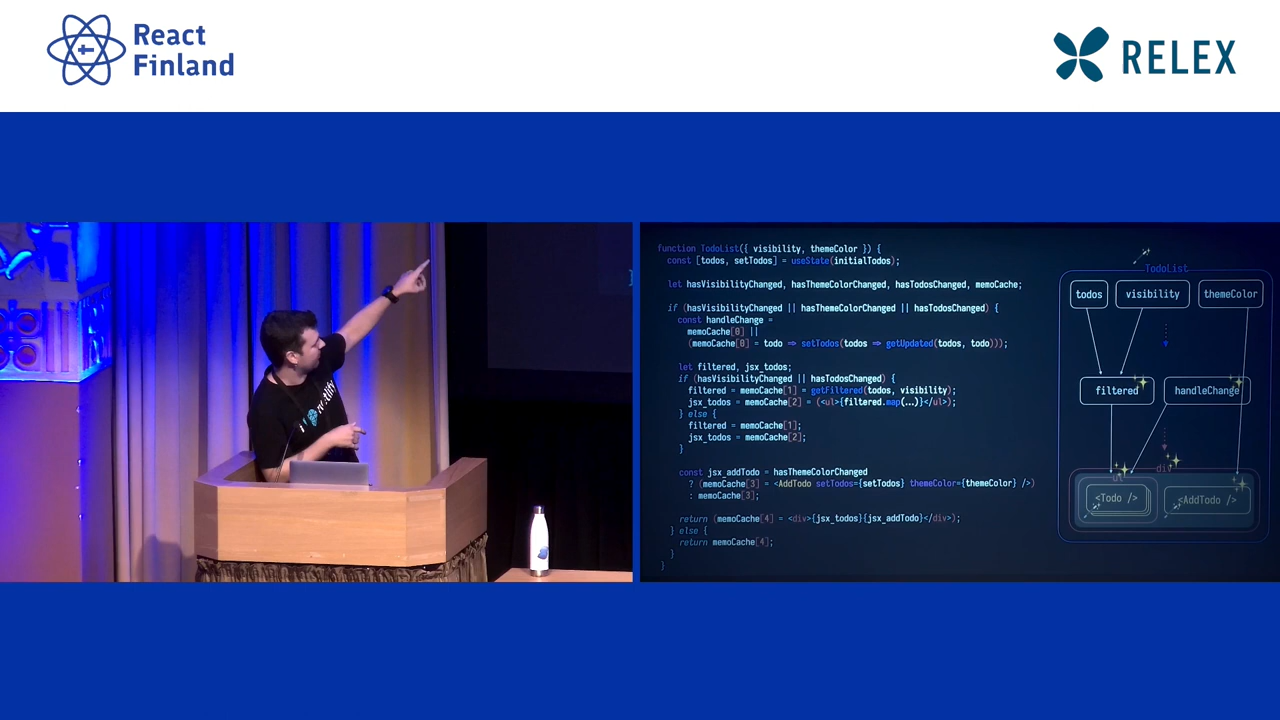 React
Finland
RELEX
function TodoList({ visibility, themeColor }) {
const [todos, setTodos] = useState(initialTodos);
let hasVisibilityChanged, hasThemeColorChanged, hasTodosChanged, memoCache;
if (hasVisibilityChanged || hasThemeColorChanged || hasTodosChanged) {
const handleChange =
memoCache[0] ||
(memoCache[0] = todo => setTodos(todos => getUpdated(todos, todo)));
let filtered, jsx_todos;
if (hasVisibilityChanged || hasTodosChanged) {
filtered = memoCache[1] = getFiltered(todos, visibility);
jsx_todos = memoCache[2] = (<ul>{filtered.map(...)}</ul>);
} else {
filtered = memoCache[1];
jsx_todos = memoCache[2];
}
const jsx_addTodo = hasThemeColorChanged
? (memoCache[3] = <AddTodo setTodos={setTodos} themeColor={themeColor} />)
: memoCache[3];
return (memoCache[4] = <div>{jsx_todos}{jsx_addTodo}</div>);
} else {
return memoCache[4];
}
}
TodoList
todos
visibility
themeColor
filtered
handleChange
div
ul
<Todo />
<AddTodo />